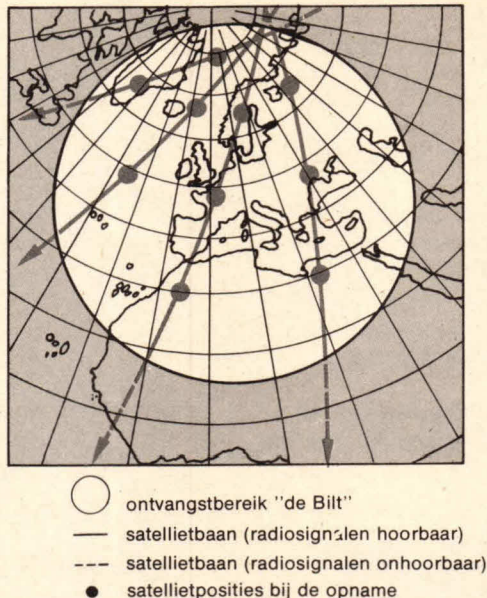 ontvangstbereik "de Bilt"
satellietbaan (radiosignalen hoorbaar)
satellietbaan (radiosignalen onhoorbaar)
satellietposities bij de opname